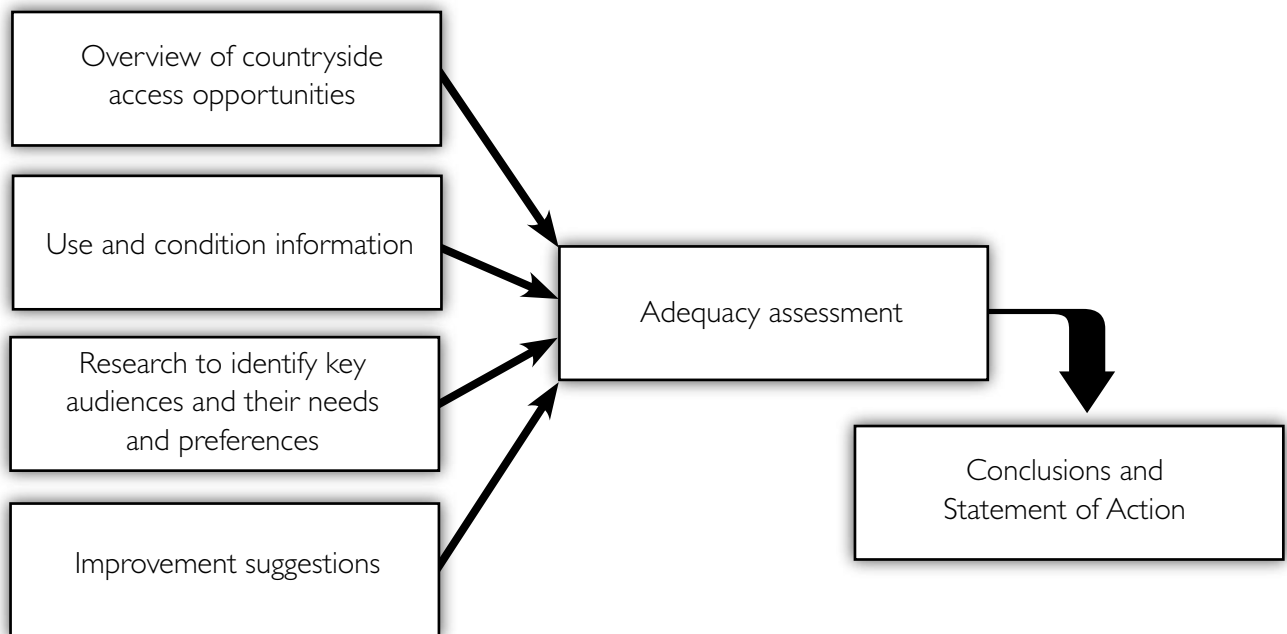 Overview of countryside
access opportunities
Use and condition information
Research to identify key
audiences and their needs
and preferences
Improvement suggestions
Adequacy assessment
Conclusions and
Statement of Action